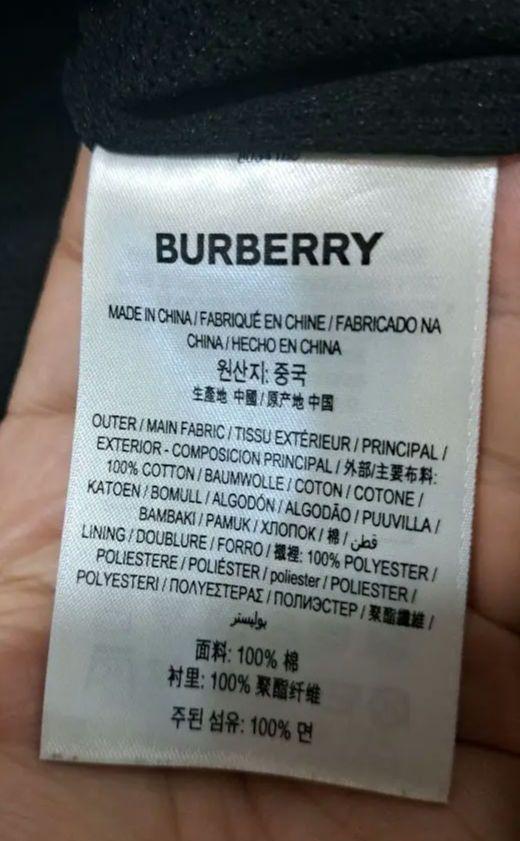 BURBERRY
MADE IN CHINA / FABRIQUÉ EN CHINE / FABRICADO NA
CHINA / HECHO EN CHINA
원산지: 중국
生產地 中國 / 原产地 中国
OUTER / MAIN FABRIC / TISSU EXTÉRIEUR / PRINCIPAL /
EXTERIOR - COMPOSICION PRINCIPAL / 外部/主要布料:
100% COTTON / BAUMWOLLE / COTON / COTONE /
KATOEN / BOMULL / ALGODÓN / ALGODÃO / PUUVILLA /
BAMBAKI / PAMUK / ХЛОПОК / 棉 / قطن /
LINING / DOUBLURE / FORRO / 襯裡: 100% POLYESTER /
POLIESTERE / POLIÉSTER / poliester / POLIESTER /
POLYESTERI / ΠΟΛΥΕΣΤΕΡΑΣ / ПОЛИЭСТЕР / 聚酯纖維 /
بوليستر
面料: 100% 棉
衬里: 100% 聚酯纤维
주된 섬유: 100% 면